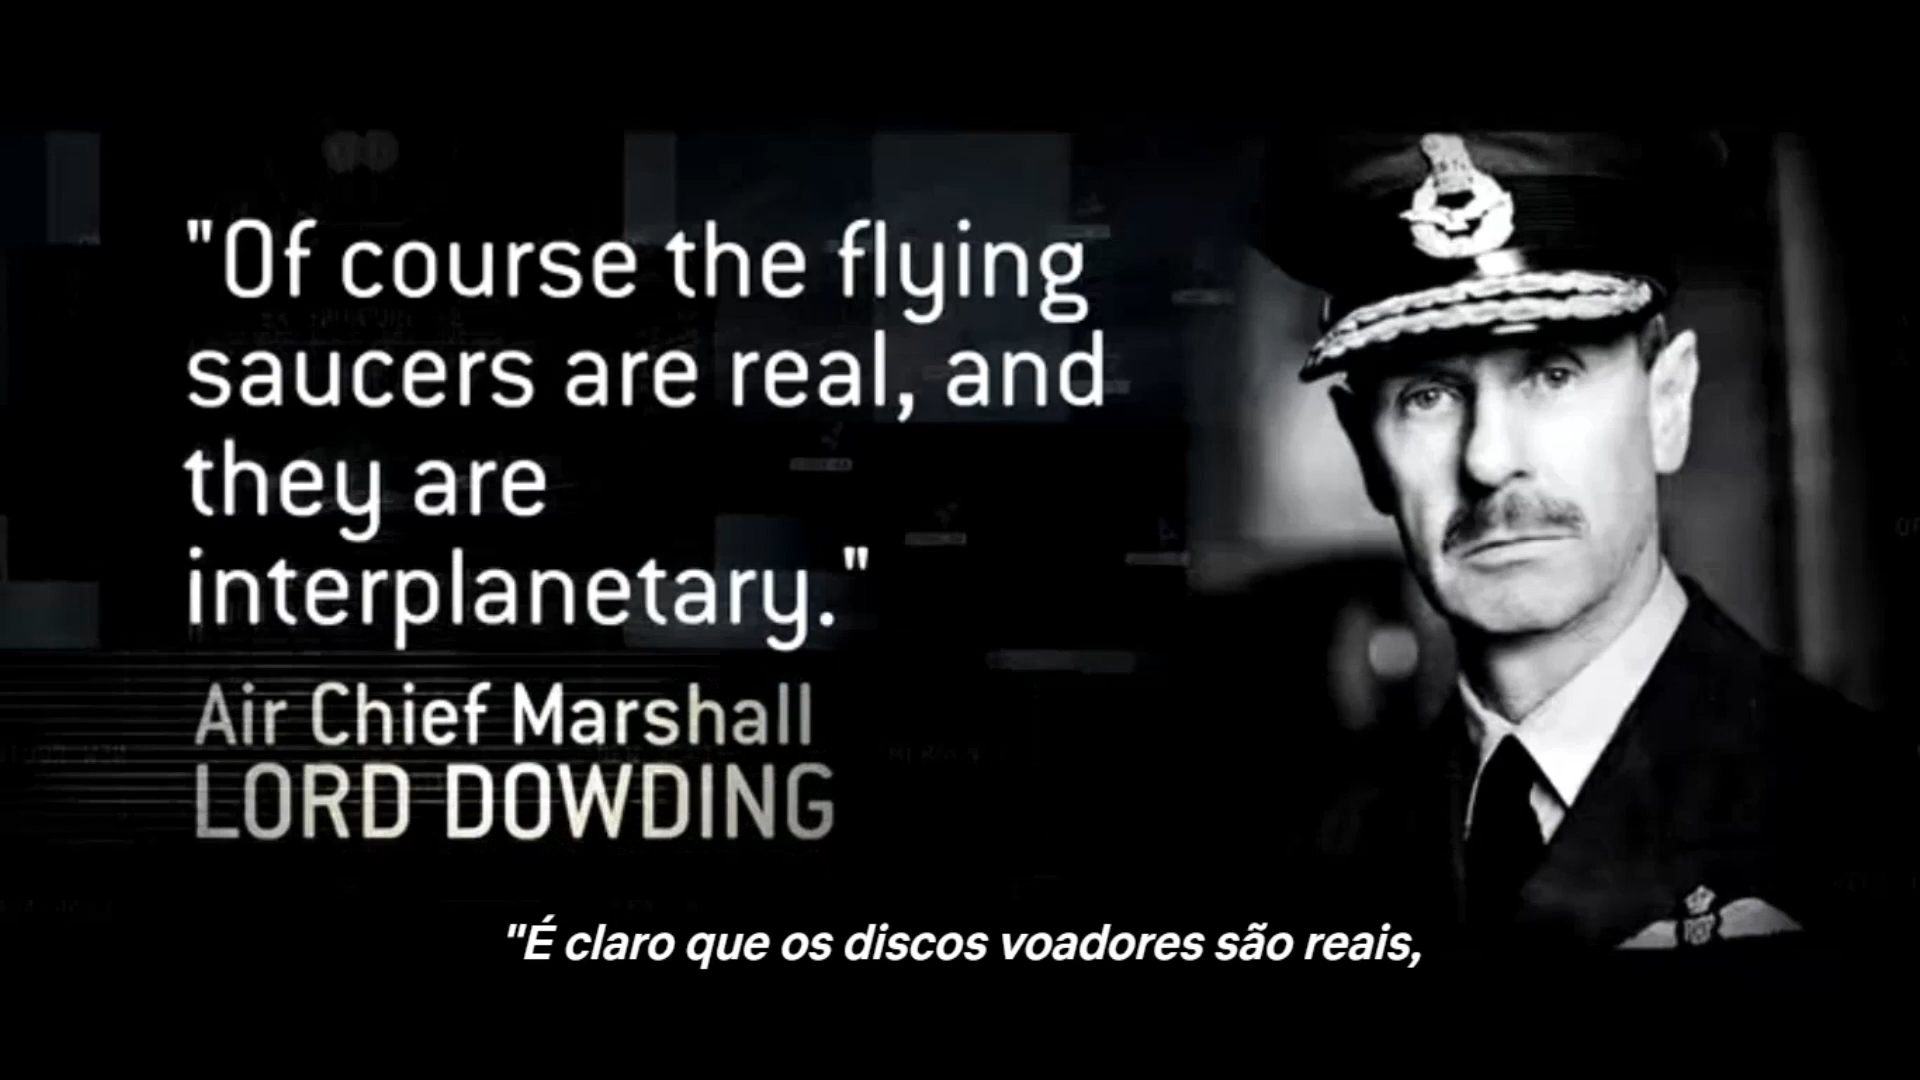 "Of course the flying
saucers are real, and
they are
interplanetary."
Air Chief Marshall
LORD DOWDING
"É claro que os discos voadores são reais,